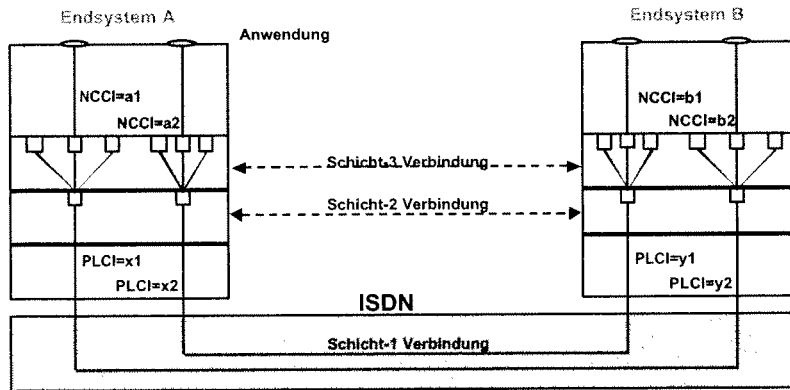 Endsystem A
Endsystem B
Anwendung
NCCI=a1
NCCI=a2
NCCI=b1
NCCI=b2
Schicht-3 Verbindung
Schicht-2 Verbindung
PLCI=x1
PLCI=x2
PLCI=y1
PLCI=y2
ISDN
Schicht-1 Verbindung